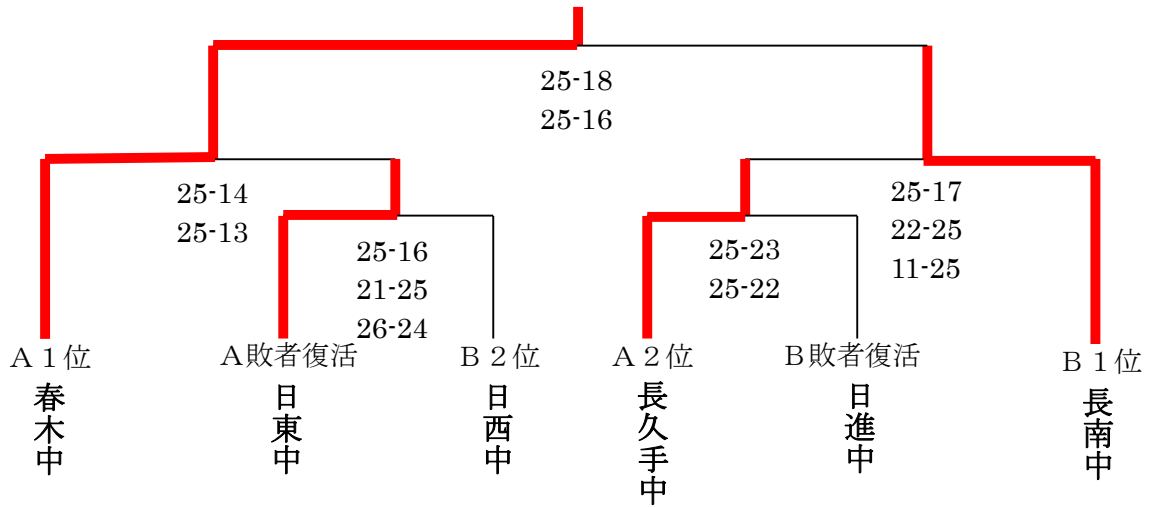 25-18
25-16
25-14
25-13
25-17
22-25
11-25
25-16
21-25
26-24
25-23
25-22
A1位
A敗者復活
B2位
A2位
B敗者復活
B1位
春木中
日東中
日西中
長久手中
日進中
長南中